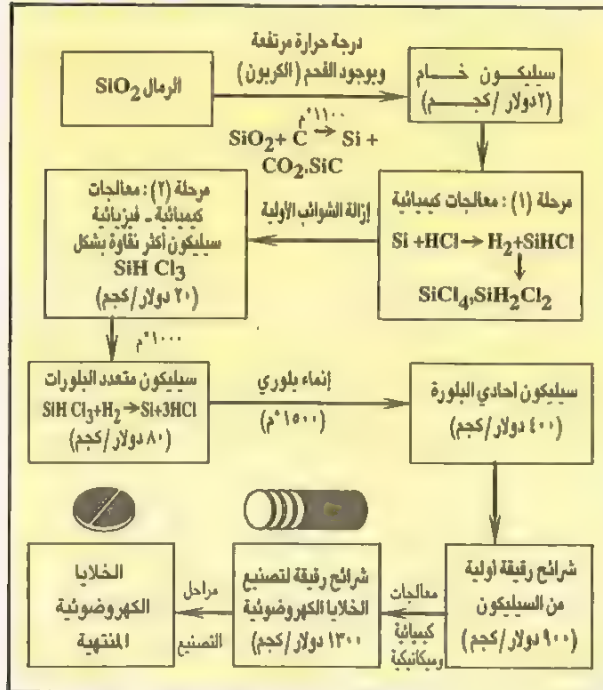 الرمال SiO2
درجة حرارة مرتفعة
وبوجود الفحم (الكربون)
١١٠٠°م
SiO2+ C → Si +
CO2.SiC
سيليكون خام
(٢دولار /كجم)
مرحلة (١) : معالجات كيميائية
Si +HCl → H2+SiHCl
↓
SiCl4,SiH2Cl2
إزالة الشوائب الأولية
مرحلة (٢) : معالجات
كيميائية - فيزيائية
سيليكون أكثر نقاوة بشكل
SiH Cl3
(٢٠ دولار /كجم)
١٠٠٠°م
سيليكون متعدد البلورات
SiH Cl3+H2→Si+3HCl
(٨٠ دولار /كجم)
إنماء بلوري
(١٥٠٠°م)
سيليكون أحادي البلورة
(٤٠٠ دولار /كجم)
شرائح رقيقة أولية
من السيليكون
(٩٠٠ دولار /كجم)
معالجات
كيميائية
وميكانيكية
شرائح رقيقة لتصنيع
الخلايا الكهروضوئية
(١٣٠٠ دولار /كجم)
مراحل
التصنيع
الخلايا
الكهروضوئية
المنتهية